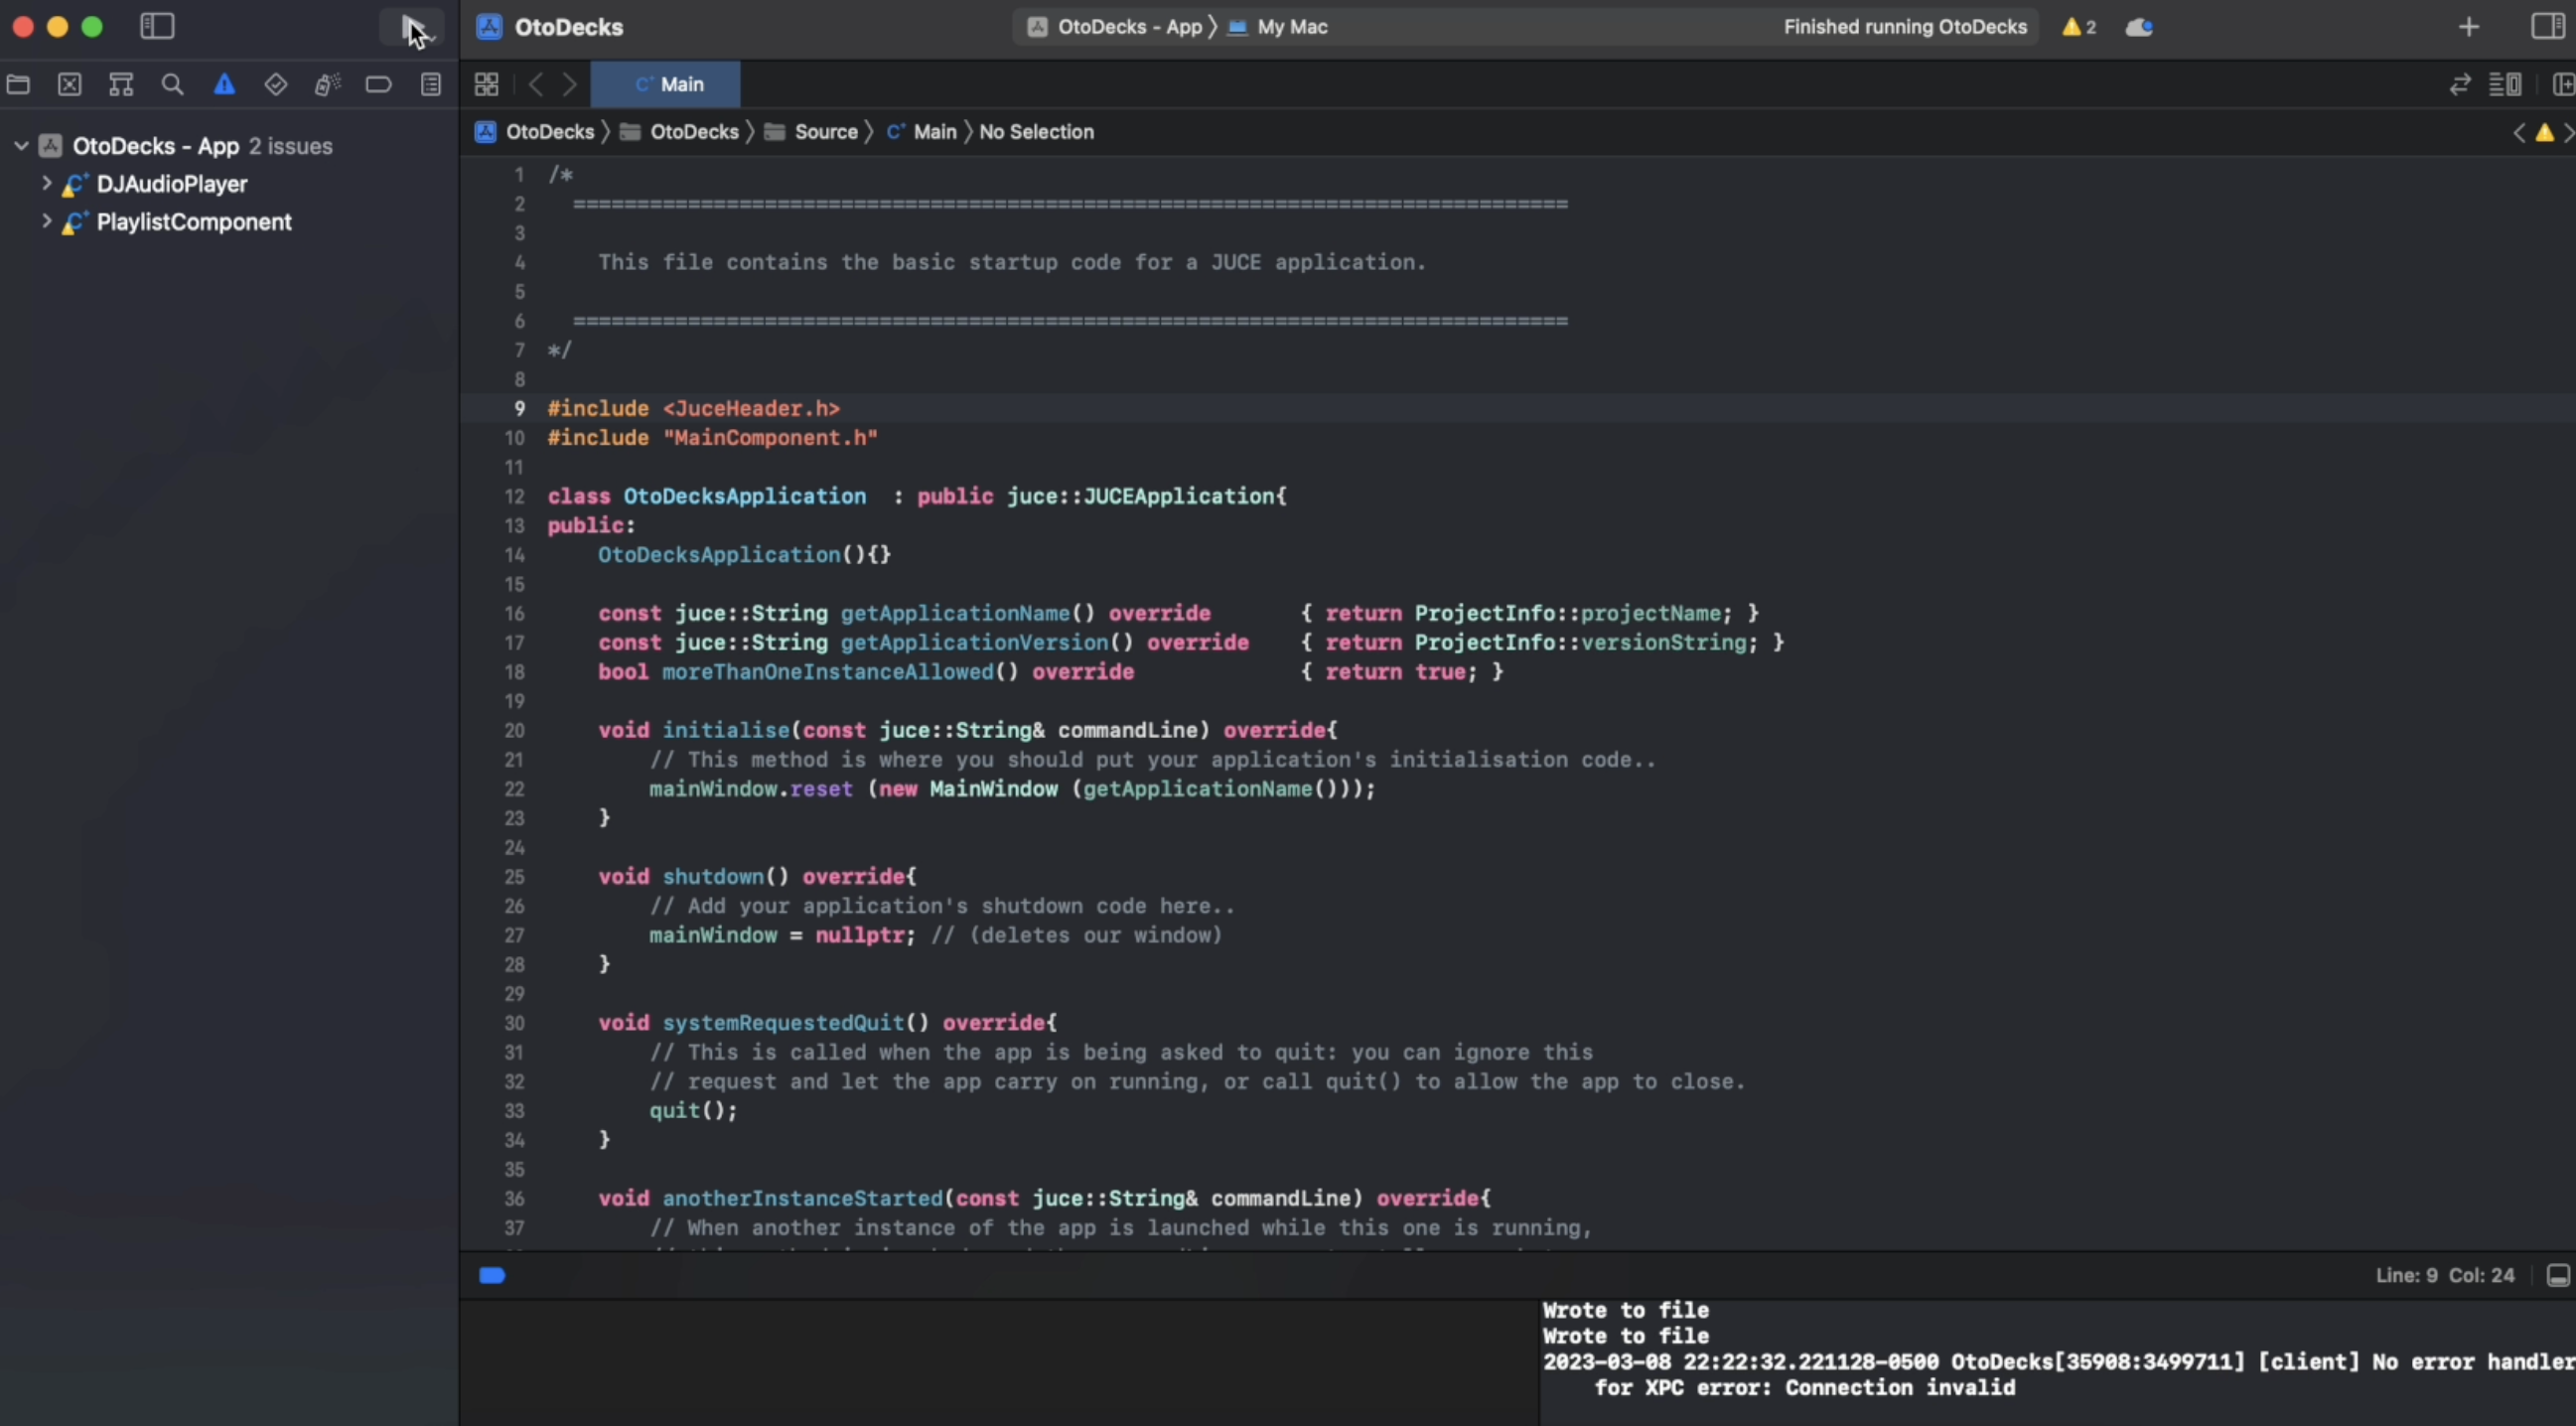 OtoDecks
OtoDecks - App 〉 My Mac
Finished running OtoDecks
2
Main
OtoDecks 〉 OtoDecks 〉 Source 〉 Main 〉 No Selection
OtoDecks - App 2 issues
DJAudioPlayer
PlaylistComponent
1 /*
2 ==============================================================================
3
4 This file contains the basic startup code for a JUCE application.
5
6 ==============================================================================
7 */
8
9 #include <JuceHeader.h>
10 #include "MainComponent.h"
11
12 class OtoDecksApplication  : public juce::JUCEApplication{
13 public:
14     OtoDecksApplication(){}
15
16     const juce::String getApplicationName() override       { return ProjectInfo::projectName; }
17     const juce::String getApplicationVersion() override    { return ProjectInfo::versionString; }
18     bool moreThanOneInstanceAllowed() override             { return true; }
19
20     void initialise(const juce::String& commandLine) override{
21         // This method is where you should put your application's initialisation code..
22         mainWindow.reset (new MainWindow (getApplicationName()));
23     }
24
25     void shutdown() override{
26         // Add your application's shutdown code here..
27         mainWindow = nullptr; // (deletes our window)
28     }
29
30     void systemRequestedQuit() override{
31         // This is called when the app is being asked to quit: you can ignore this
32         // request and let the app carry on running, or call quit() to allow the app to close.
33         quit();
34     }
35
36     void anotherInstanceStarted(const juce::String& commandLine) override{
37         // When another instance of the app is launched while this one is running,
Line: 9 Col: 24
Wrote to file
Wrote to file
2023-03-08 22:22:32.221128-0500 OtoDecks[35908:3499711] [client] No error handler
for XPC error: Connection invalid